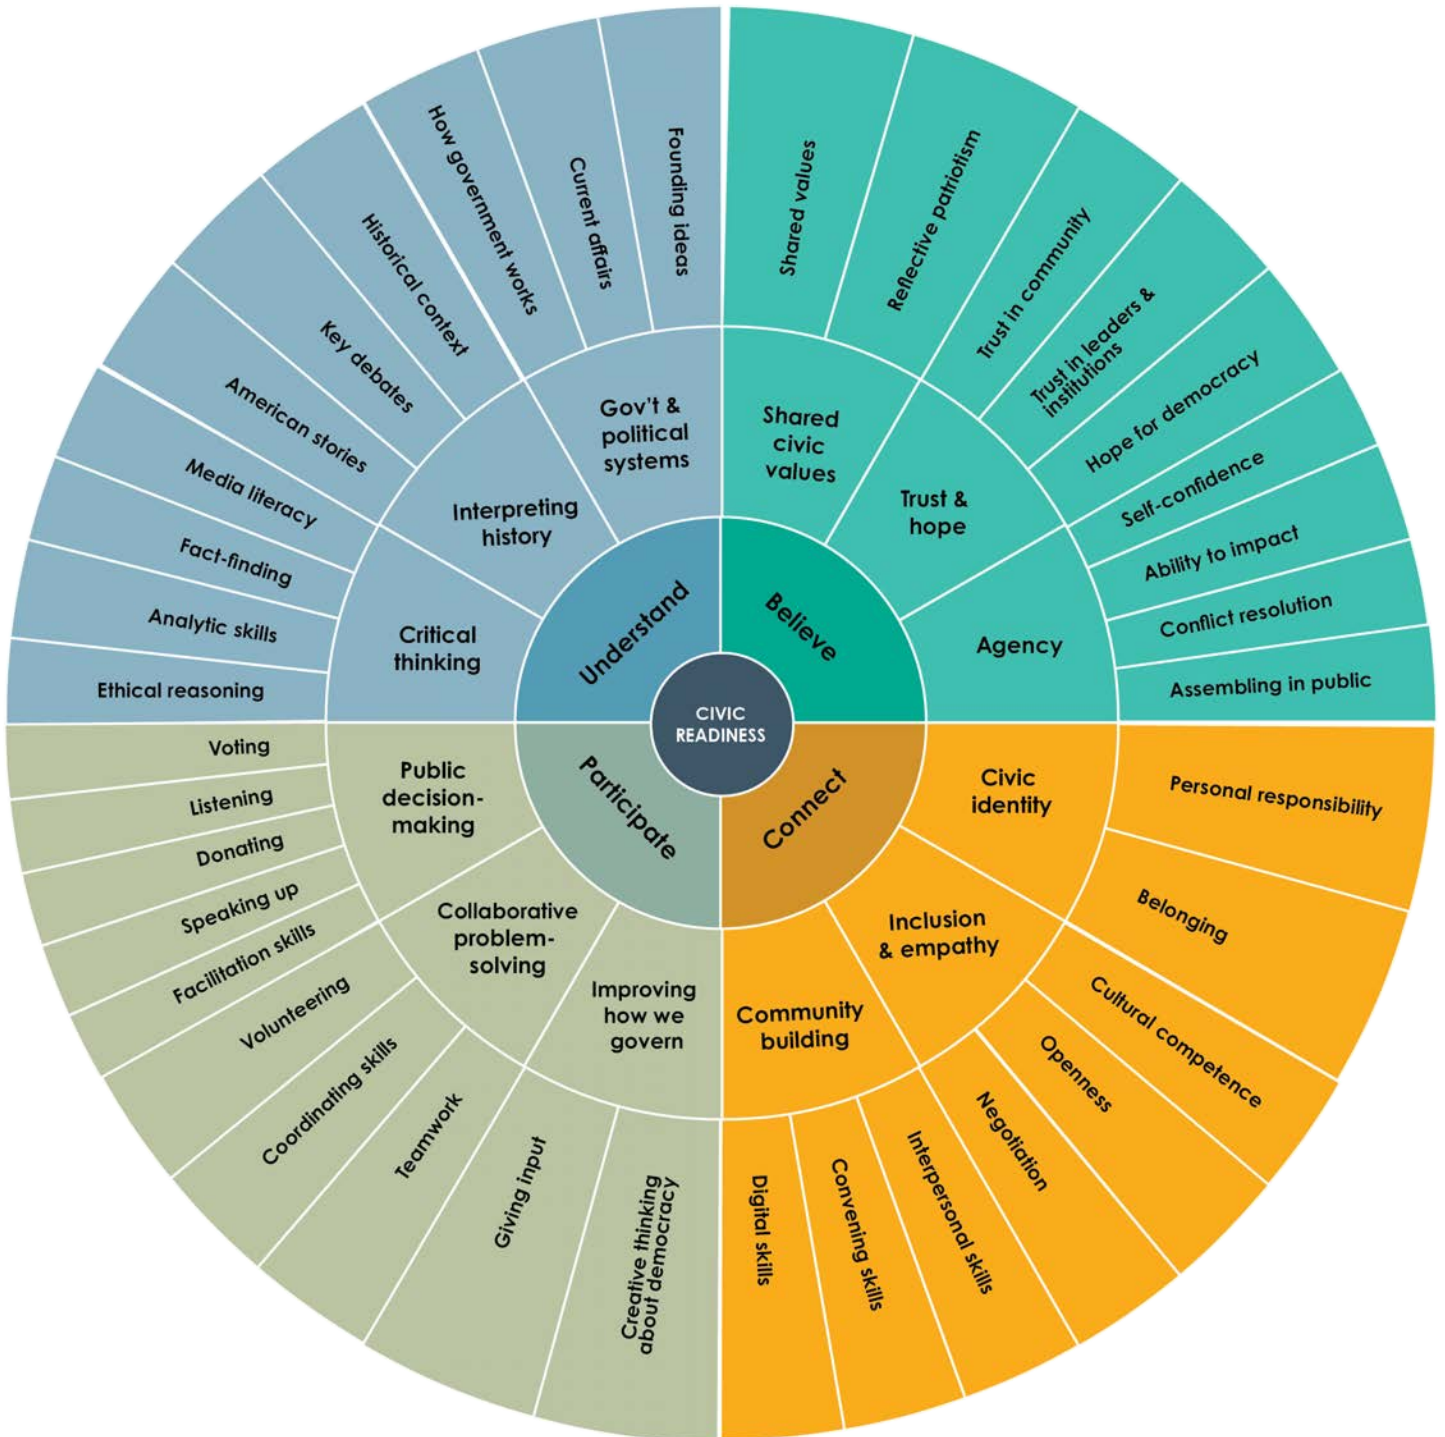 CIVIC
READINESS
Understand
Gov't &
political
systems
Founding ideas
Current affairs
How government works
Interpreting
history
Historical context
Key debates
American stories
Critical
thinking
Media literacy
Fact-finding
Analytic skills
Ethical reasoning
Believe
Shared
civic
values
Shared values
Reflective patriotism
Trust &
hope
Trust in community
Trust in leaders &
institutions
Hope for democracy
Agency
Self-confidence
Ability to impact
Conflict resolution
Assembling in public
Connect
Civic
identity
Personal responsibility
Belonging
Inclusion
& empathy
Cultural competence
Openness
Negotiation
Community
building
Interpersonal skills
Convening skills
Digital skills
Participate
Public
decision-
making
Voting
Listening
Donating
Speaking up
Facilitation skills
Collaborative
problem-
solving
Volunteering
Coordinating skills
Teamwork
Improving
how we
govern
Giving input
Creative thinking
about democracy